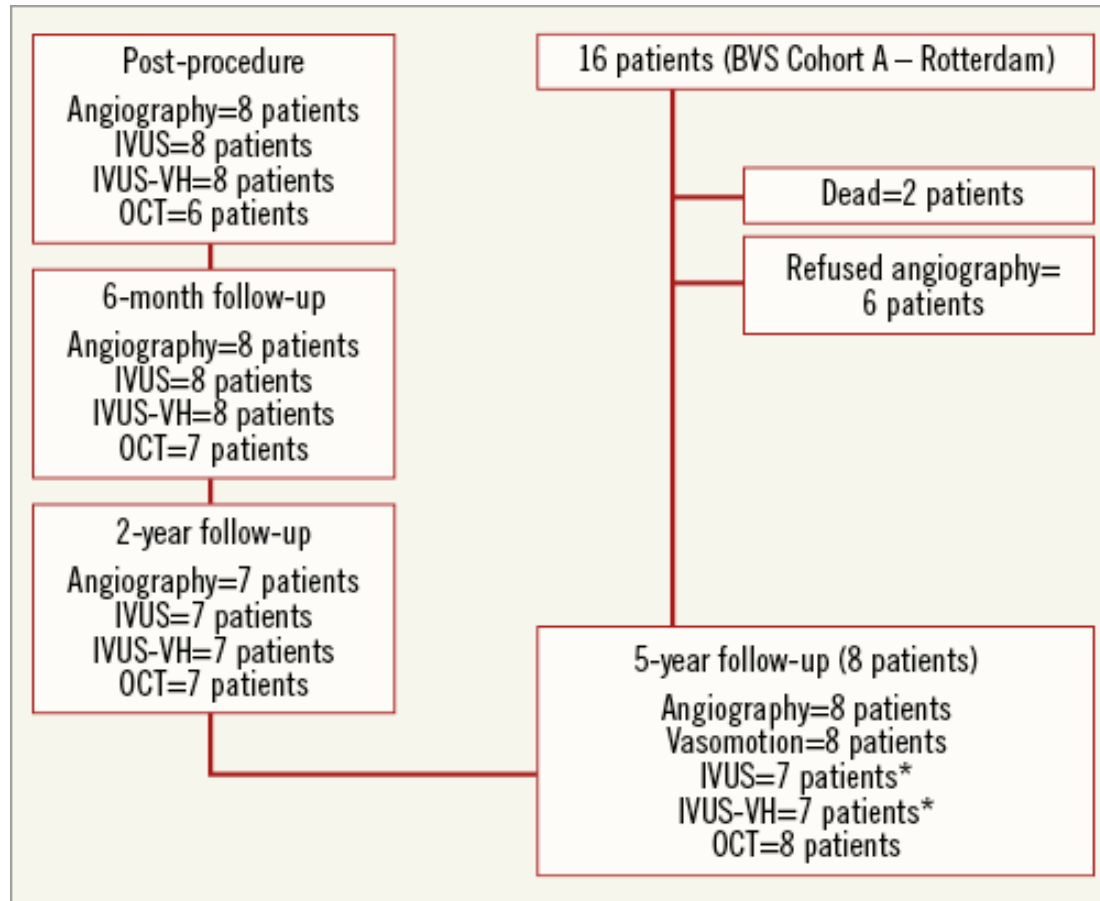 Post-procedure
Angiography=8 patients
IVUS=8 patients
IVUS-VH=8 patients
OCT=6 patients
6-month follow-up
Angiography=8 patients
IVUS=8 patients
IVUS-VH=8 patients
OCT=7 patients
2-year follow-up
Angiography=7 patients
IVUS=7 patients
IVUS-VH=7 patients
OCT=7 patients
16 patients (BVS Cohort A – Rotterdam)
Dead=2 patients
Refused angiography=
6 patients
5-year follow-up (8 patients)
Angiography=8 patients
Vasomotion=8 patients
IVUS=7 patients*
IVUS-VH=7 patients*
OCT=8 patients